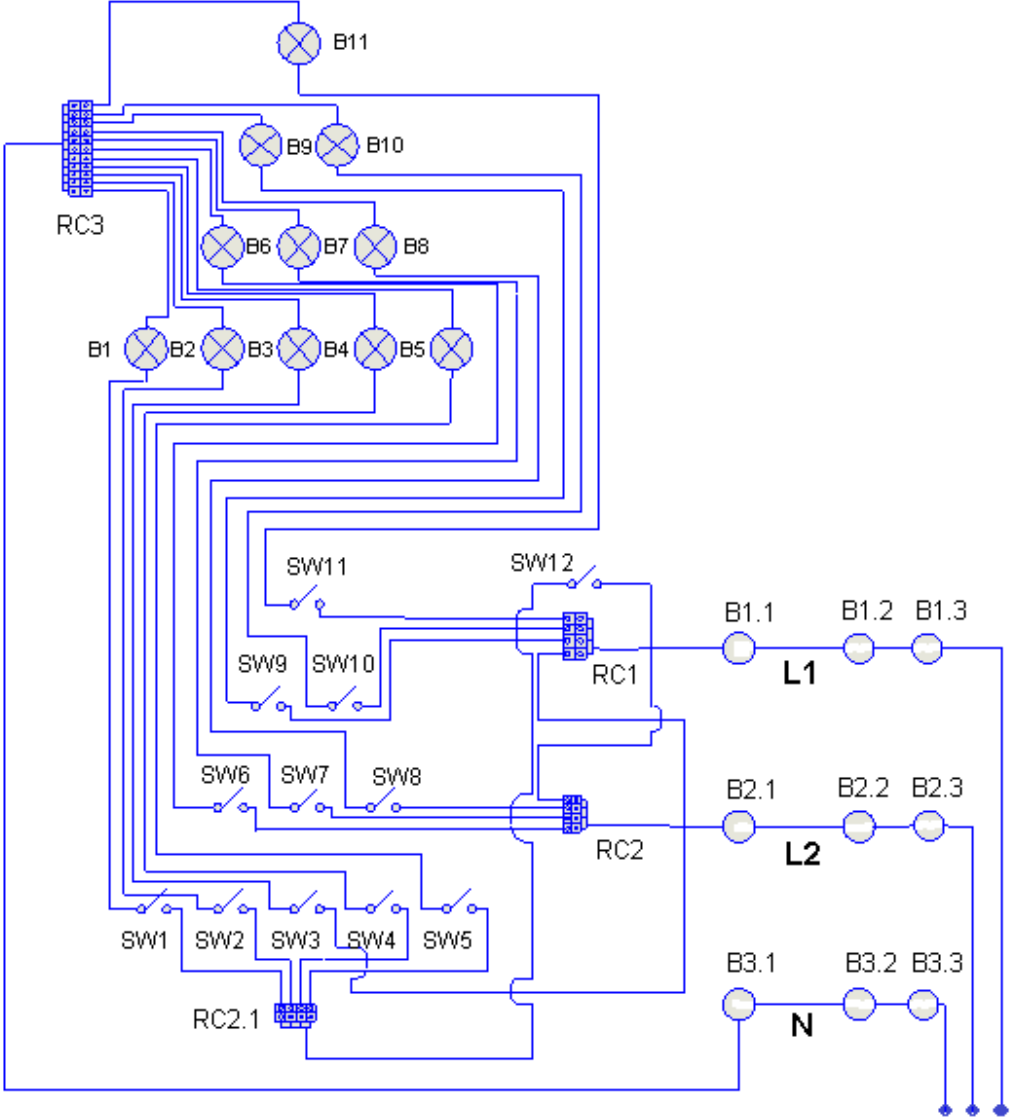 B11
B9 B10
RC3
B6 B7 B8
B1 B2 B3 B4 B5
SW11 SW12
B1.1 B1.2 B1.3
SW9 SW10 RC1 L1
SW6 SW7 SW8 B2.1 B2.2 B2.3
RC2 L2
SW1 SW2 SW3 SW4 SW5
B3.1 B3.2 B3.3
RC2.1 N